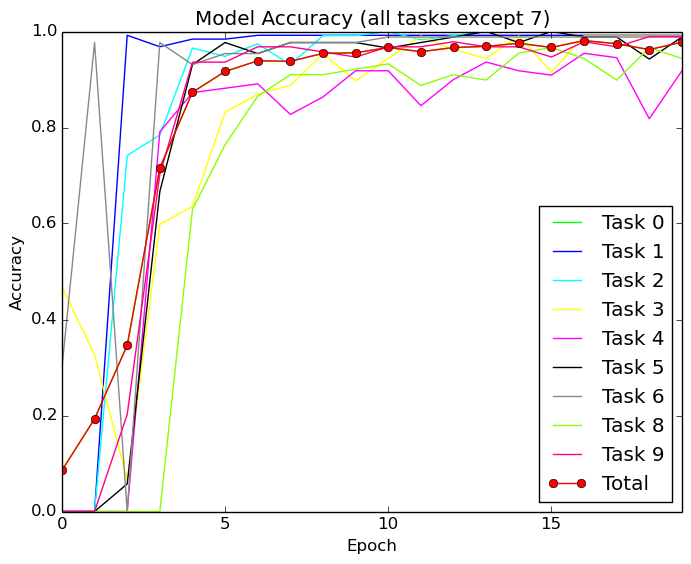 Model Accuracy (all tasks except 7)
1.0
0.8
0.6
0.4
0.2
0.0
Accuracy
0
5
10
15
Epoch
Task 0
Task 1
Task 2
Task 3
Task 4
Task 5
Task 6
Task 8
Task 9
Total